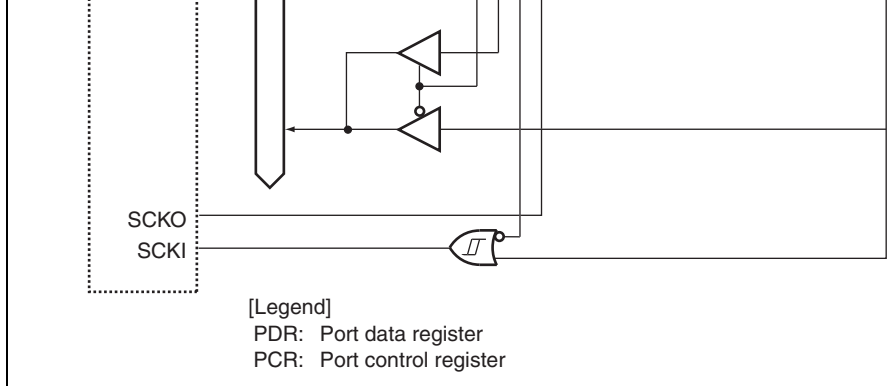 SCKO
SCKI
[Legend]
PDR: Port data register
PCR: Port control register